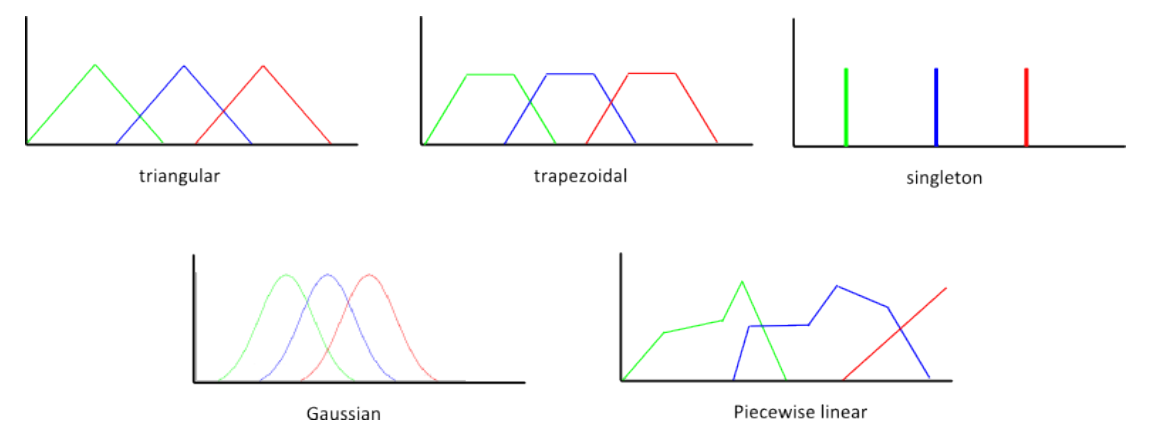 triangular
trapezoidal
singleton
Gaussian
Piecewise linear